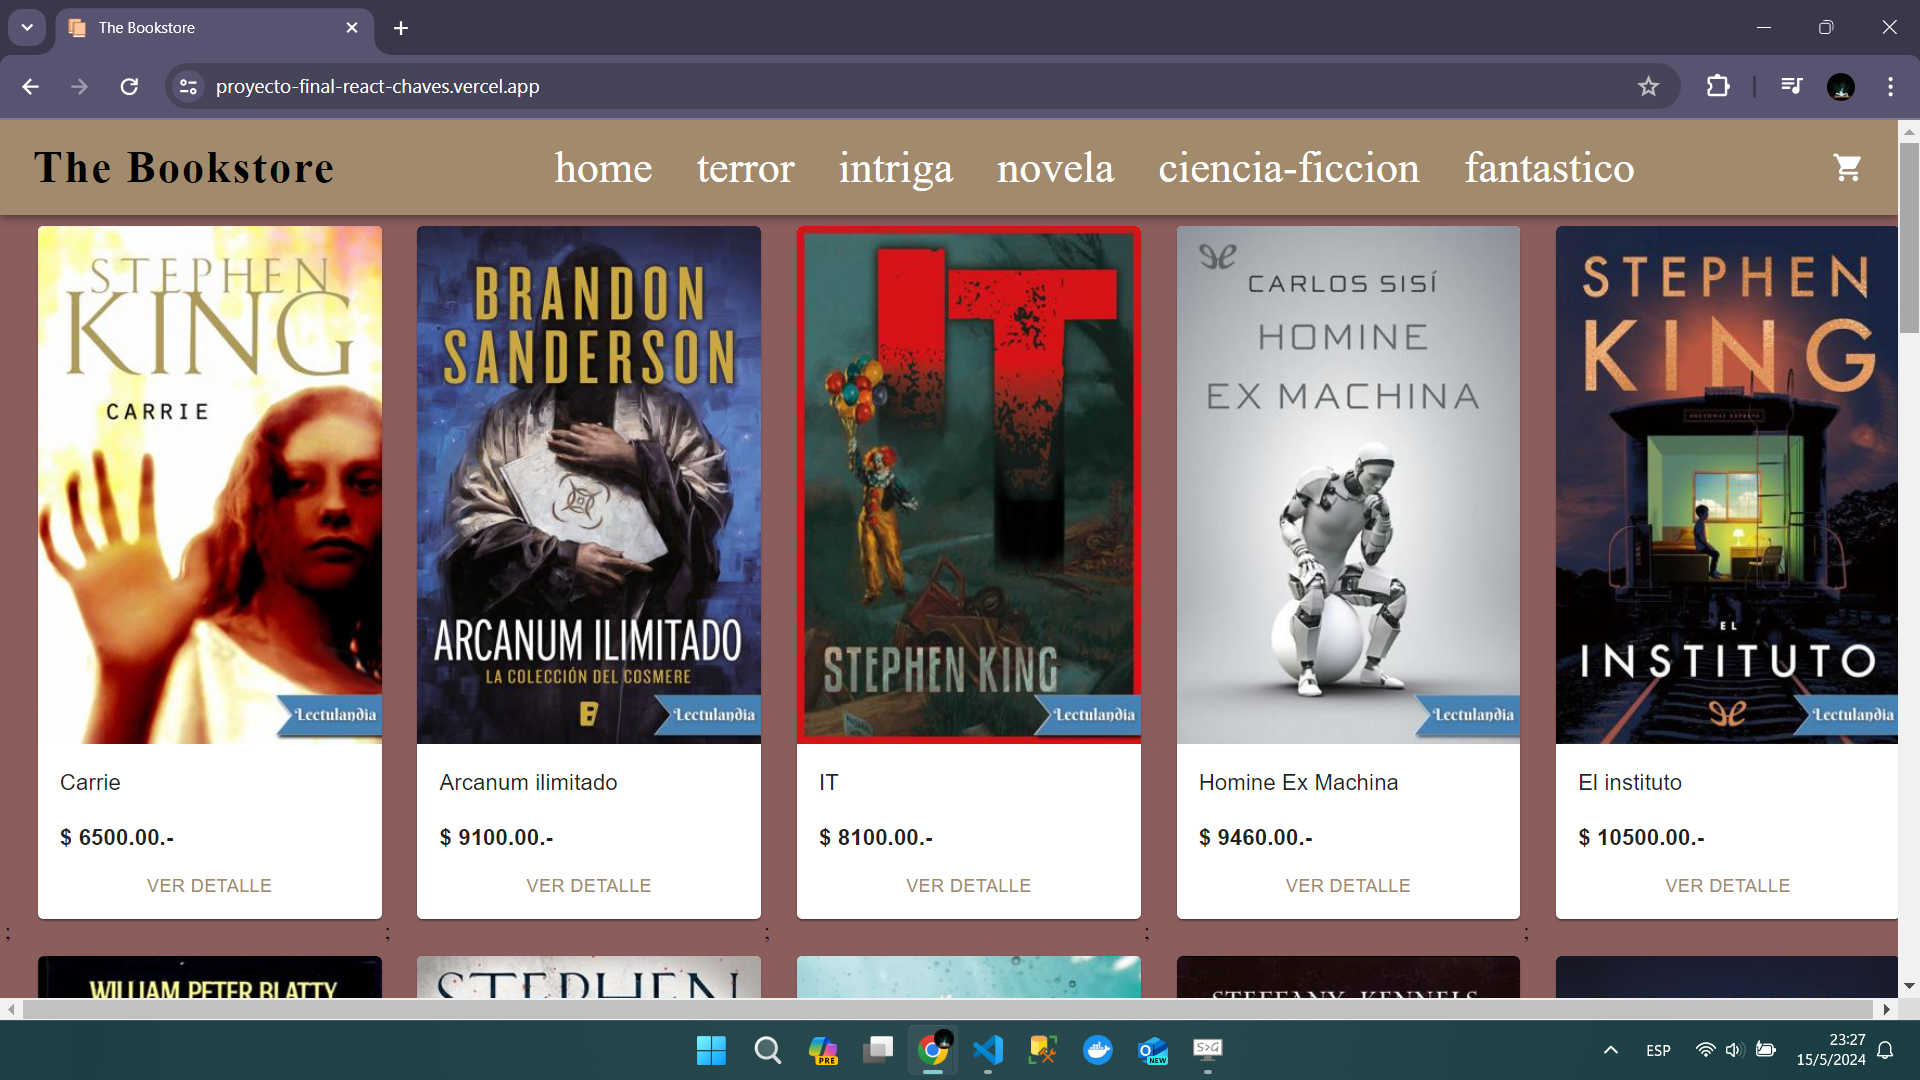 The Bookstore
proyecto-final-react-chaves.vercel.app
The Bookstore
home terror intriga novela ciencia-ficcion fantastico
STEPHEN
KING
CARRIE
Lectulandia
Carrie
$ 6500.00.-
VER DETALLE
;
BRANDON
SANDERSON
ARCANUM ILIMITADO
LA COLECCIÓN DEL COSMERE
B
Lectulandia
Arcanum ilimitado
$ 9100.00.-
VER DETALLE
;
IT
STEPHEN KING
Lectulandia
IT
$ 8100.00.-
VER DETALLE
;
CARLOS SISÍ
HOMINE
EX MACHINA
Lectulandia
Homine Ex Machina
$ 9460.00.-
VER DETALLE
;
STEPHEN
KING
EL
INSTITUTO
Lectulandia
El instituto
$ 10500.00.-
VER DETALLE
;
WILLIAM PETER BLATTY
STEPHEN
STEFFANY KENNELS
PRE
NEW
S>G
ESP
23:27
15/5/2024